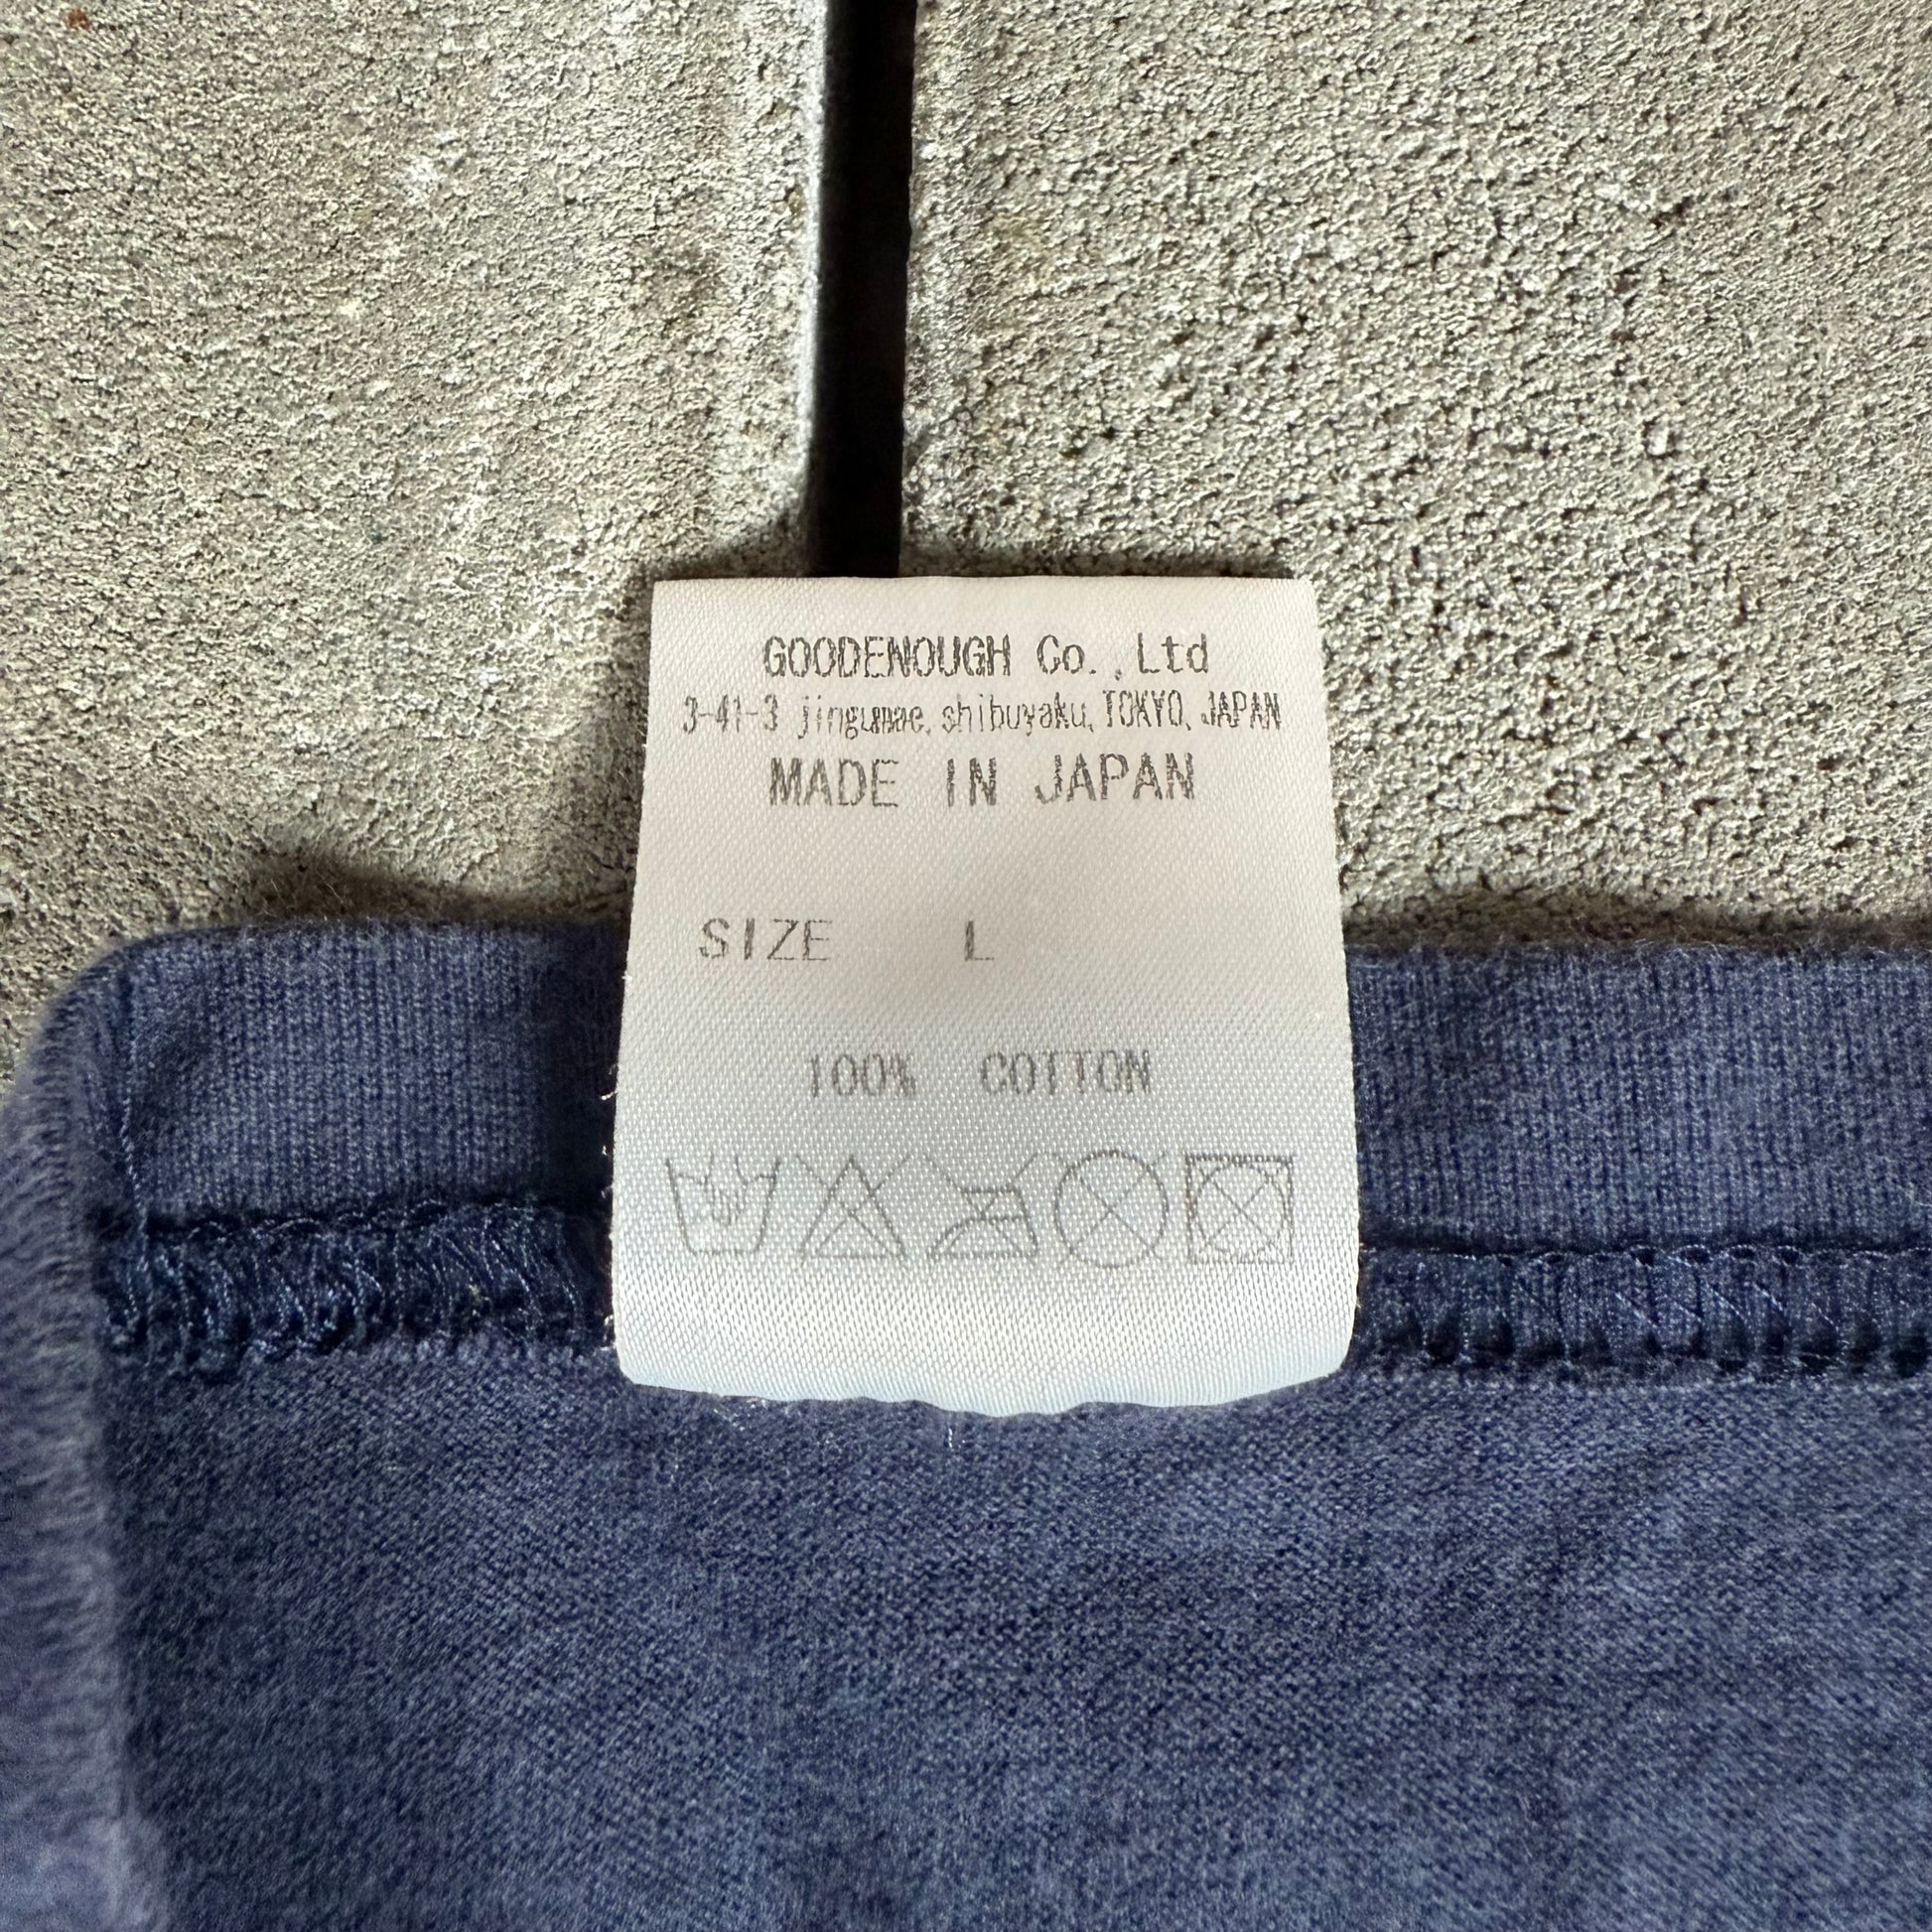 GOODENOUGH Co.,Ltd
3-41-3 jingumae, shibuyaku, TOKYO, JAPAN
MADE IN JAPAN
SIZE L
100% COTTON